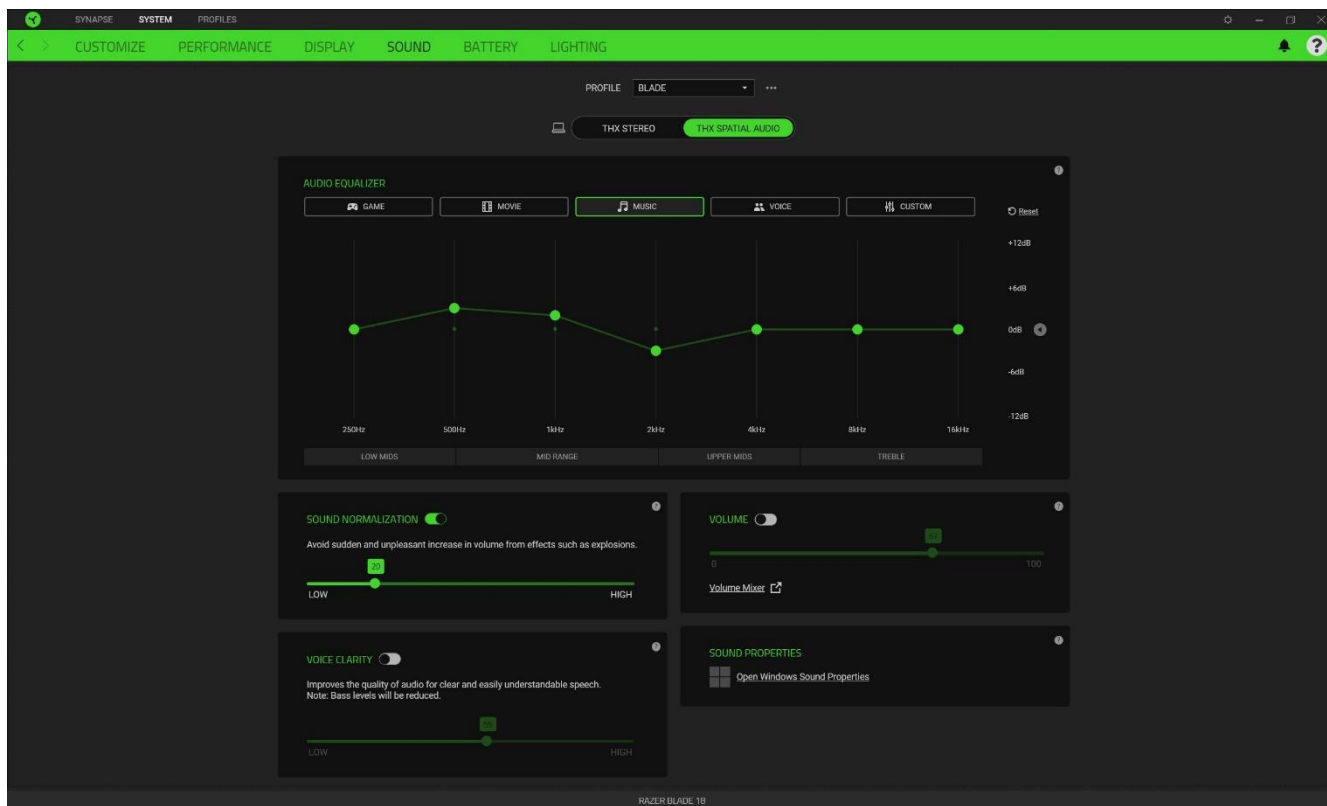 SYNAPSE SYSTEM PROFILES
CUSTOMIZE PERFORMANCE DISPLAY SOUND BATTERY LIGHTING ?
PROFILE BLADE
THX STEREO THX SPATIAL AUDIO
AUDIO EQUALIZER
GAME MOVIE MUSIC VOICE CUSTOM
Reset
+12dB
+6dB
0dB
-6dB
-12dB
250Hz 500Hz 1kHz 2kHz 4kHz 8kHz 16kHz
LOW MIDS MID RANGE UPPER MIDS TREBLE
SOUND NORMALIZATION
Avoid sudden and unpleasant increase in volume from effects such as explosions.
20
LOW HIGH
VOLUME
0 100
Volume Mixer
VOICE CLARITY
Improves the quality of audio for clear and easily understandable speech.
Note: Bass levels will be reduced.
LOW HIGH
SOUND PROPERTIES
Open Windows Sound Properties
RAZER BLADE 18